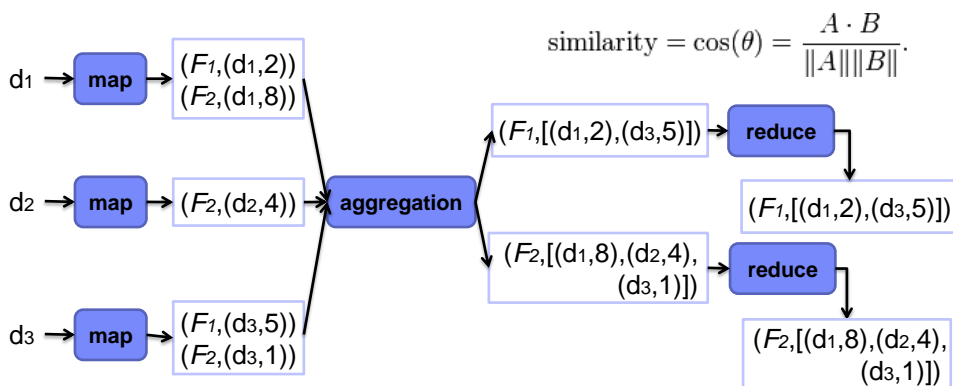 similarity = cos(θ) = A · B / ‖A‖‖B‖.
d1
map
(F1,(d1,2))
(F2,(d1,8))
d2
map
(F2,(d2,4))
d3
map
(F1,(d3,5))
(F2,(d3,1))
aggregation
(F1,[(d1,2),(d3,5)])
reduce
(F1,[(d1,2),(d3,5)])
(F2,[(d1,8),(d2,4),
(d3,1)])
reduce
(F2,[(d1,8),(d2,4),
(d3,1)])